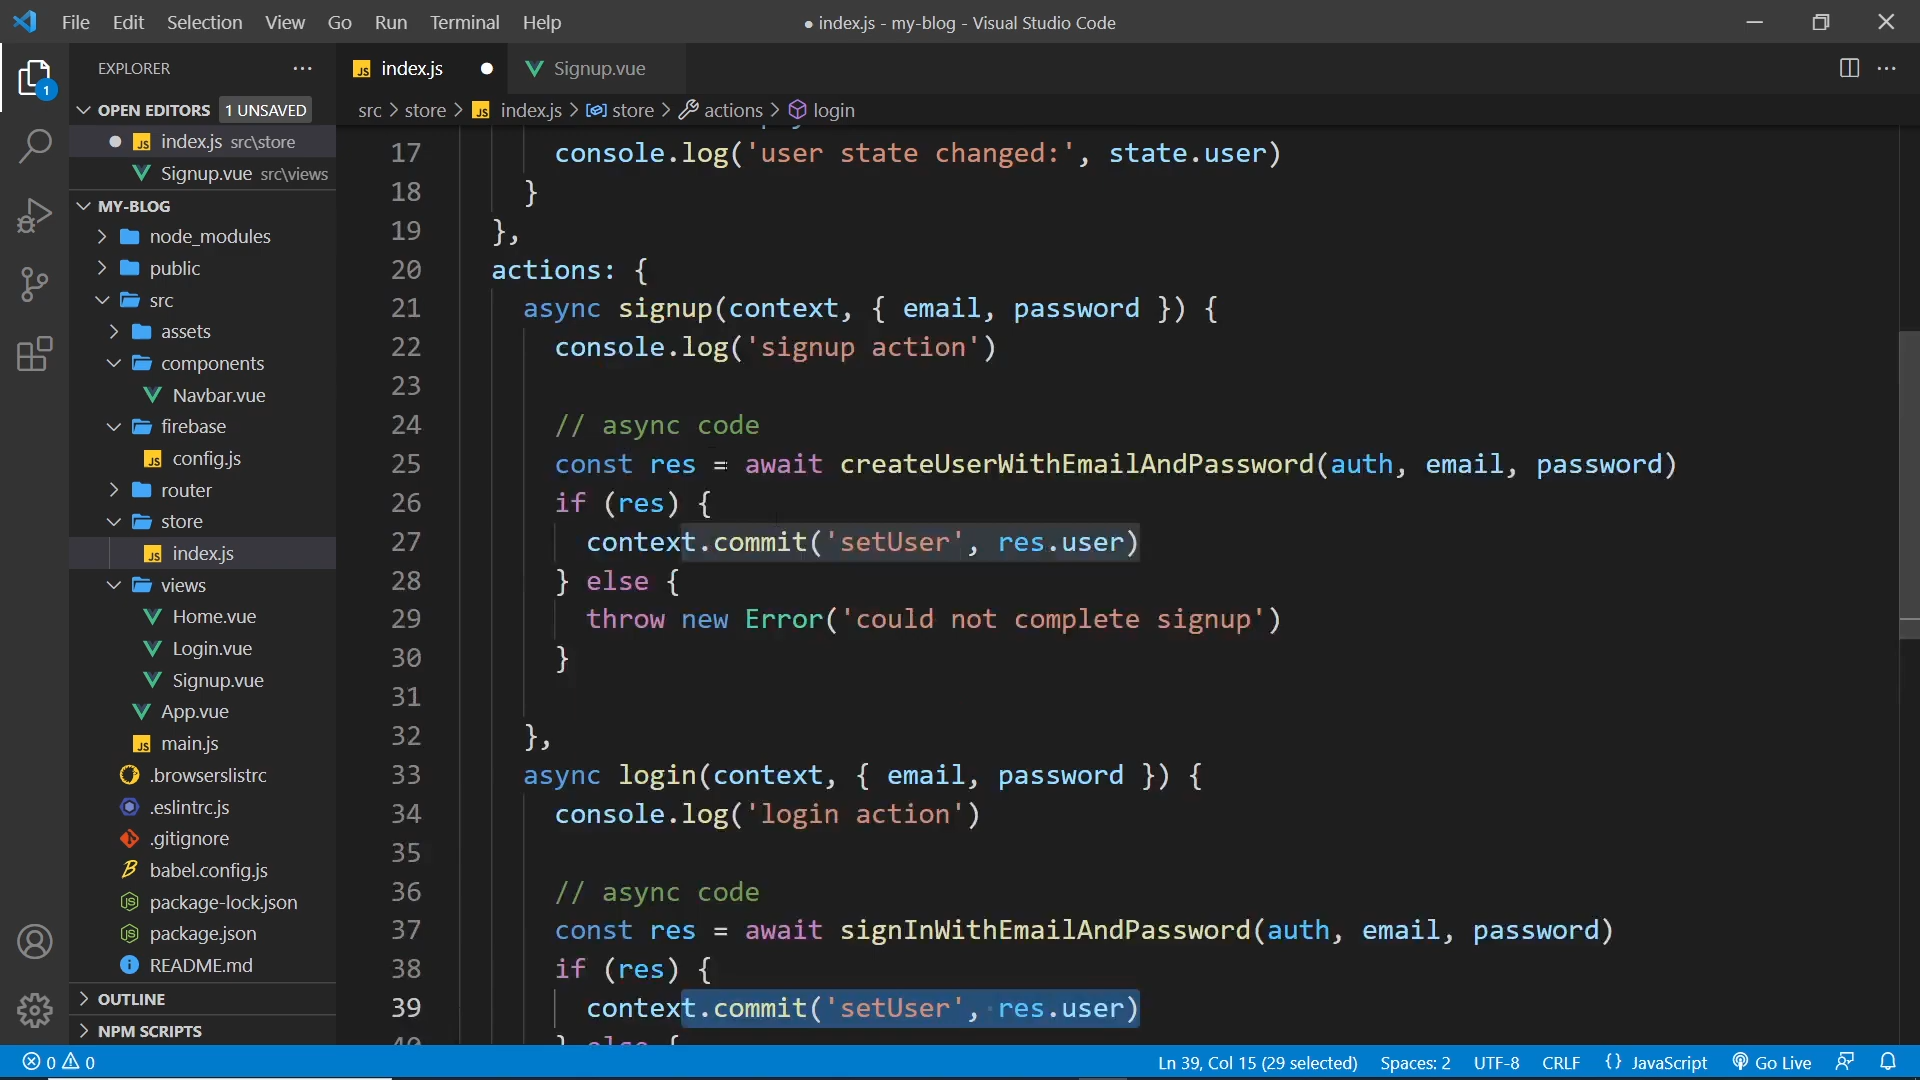 File Edit Selection View Go Run Terminal Help
● index.js - my-blog - Visual Studio Code
EXPLORER
1
OPEN EDITORS 1 UNSAVED
JS index.js src\store
Signup.vue src\views
MY-BLOG
node_modules
public
src
assets
components
Navbar.vue
firebase
JS config.js
router
store
JS index.js
views
Home.vue
Login.vue
Signup.vue
App.vue
JS main.js
.browserslistrc
.eslintrc.js
.gitignore
babel.config.js
package-lock.json
package.json
README.md
OUTLINE
NPM SCRIPTS
JS index.js ●
Signup.vue
src > store > JS index.js > store > actions > login
17 console.log('user state changed:', state.user)
18 }
19 },
20 actions: {
21 async signup(context, { email, password }) {
22 console.log('signup action')
23
24 // async code
25 const res = await createUserWithEmailAndPassword(auth, email, password)
26 if (res) {
27 context.commit('setUser', res.user)
28 } else {
29 throw new Error('could not complete signup')
30 }
31
32 },
33 async login(context, { email, password }) {
34 console.log('login action')
35
36 // async code
37 const res = await signInWithEmailAndPassword(auth, email, password)
38 if (res) {
39 context.commit('setUser', res.user)
40 } else {
0 0
Ln 39, Col 15 (29 selected) Spaces: 2 UTF-8 CRLF {} JavaScript Go Live